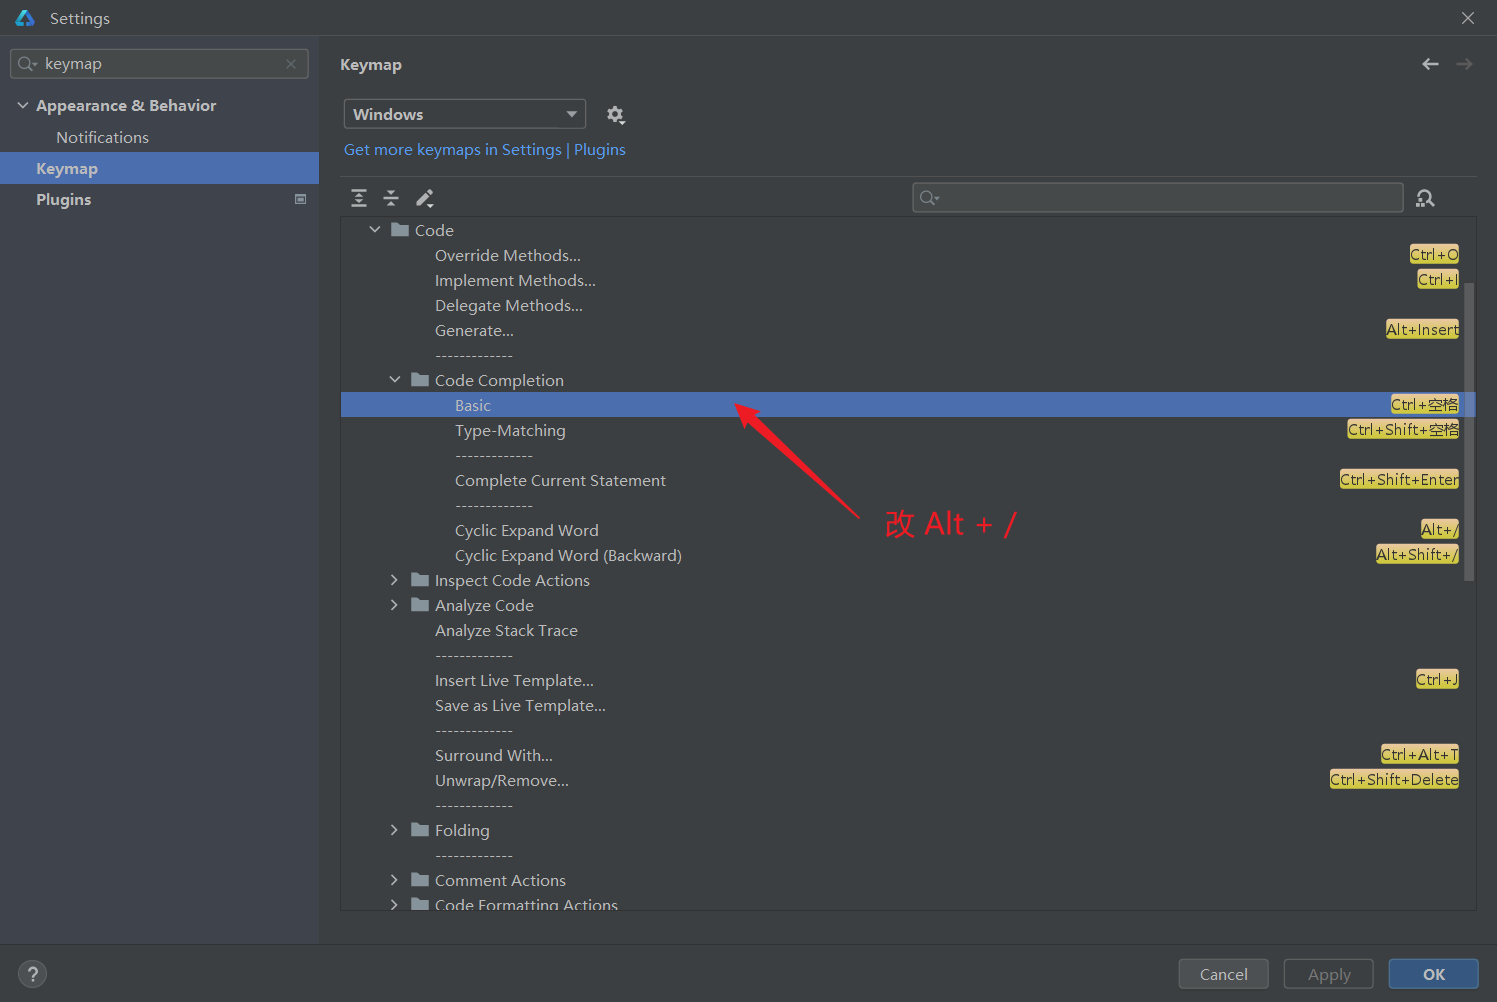 Settings
keymap
Appearance & Behavior
Notifications
Keymap
Plugins
Keymap
Windows
Get more keymaps in Settings | Plugins
Code
Override Methods... Ctrl+O
Implement Methods... Ctrl+I
Delegate Methods...
Generate... Alt+Insert
-------------
Code Completion
Basic Ctrl+空格
Type-Matching Ctrl+Shift+空格
-------------
Complete Current Statement Ctrl+Shift+Enter
-------------
改 Alt + /
Cyclic Expand Word Alt+/
Cyclic Expand Word (Backward) Alt+Shift+/
Inspect Code Actions
Analyze Code
Analyze Stack Trace
-------------
Insert Live Template... Ctrl+J
Save as Live Template...
-------------
Surround With... Ctrl+Alt+T
Unwrap/Remove... Ctrl+Shift+Delete
-------------
Folding
-------------
Comment Actions
Code Formatting Actions
?
Cancel
Apply
OK